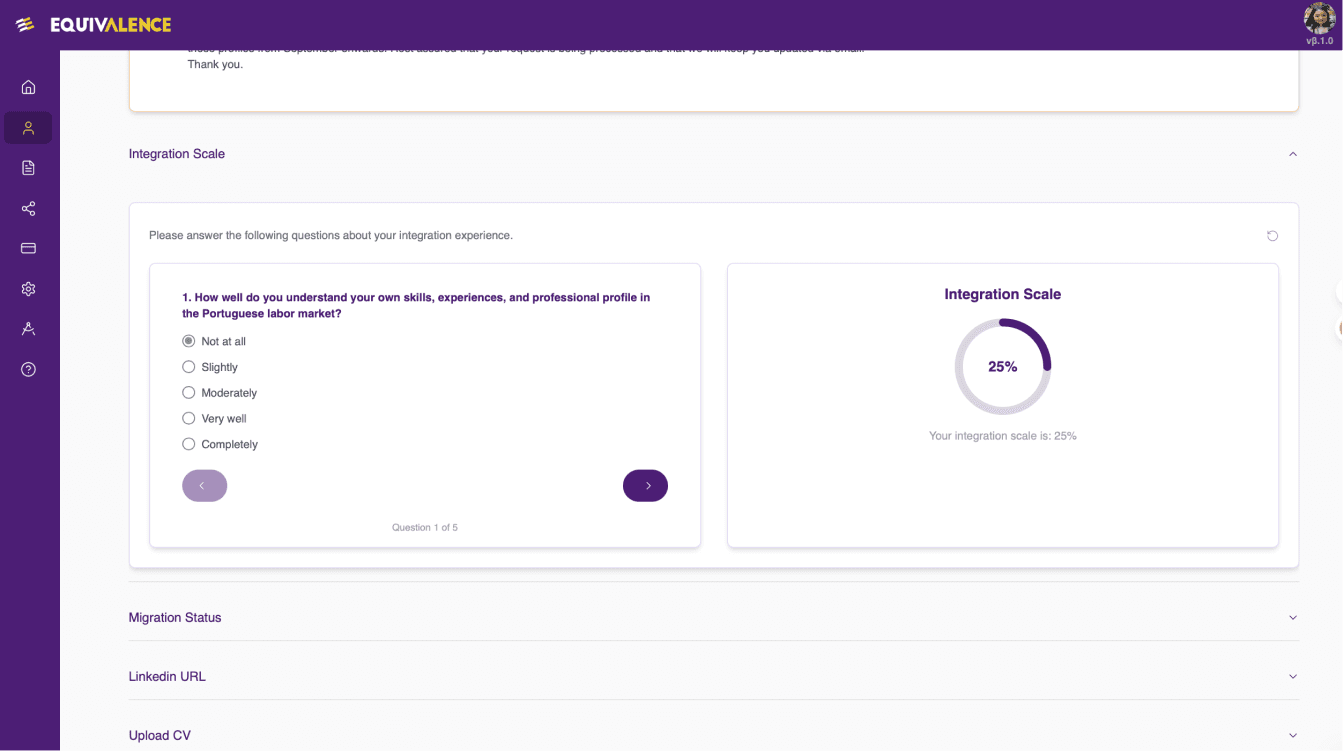 EQUIVALENCE
vβ.1.0
Thank you.
Integration Scale
Please answer the following questions about your integration experience.
1. How well do you understand your own skills, experiences, and professional profile in
the Portuguese labor market?
Not at all
Slightly
Moderately
Very well
Completely
Question 1 of 5
Integration Scale
25%
Your integration scale is: 25%
Migration Status
Linkedin URL
Upload CV